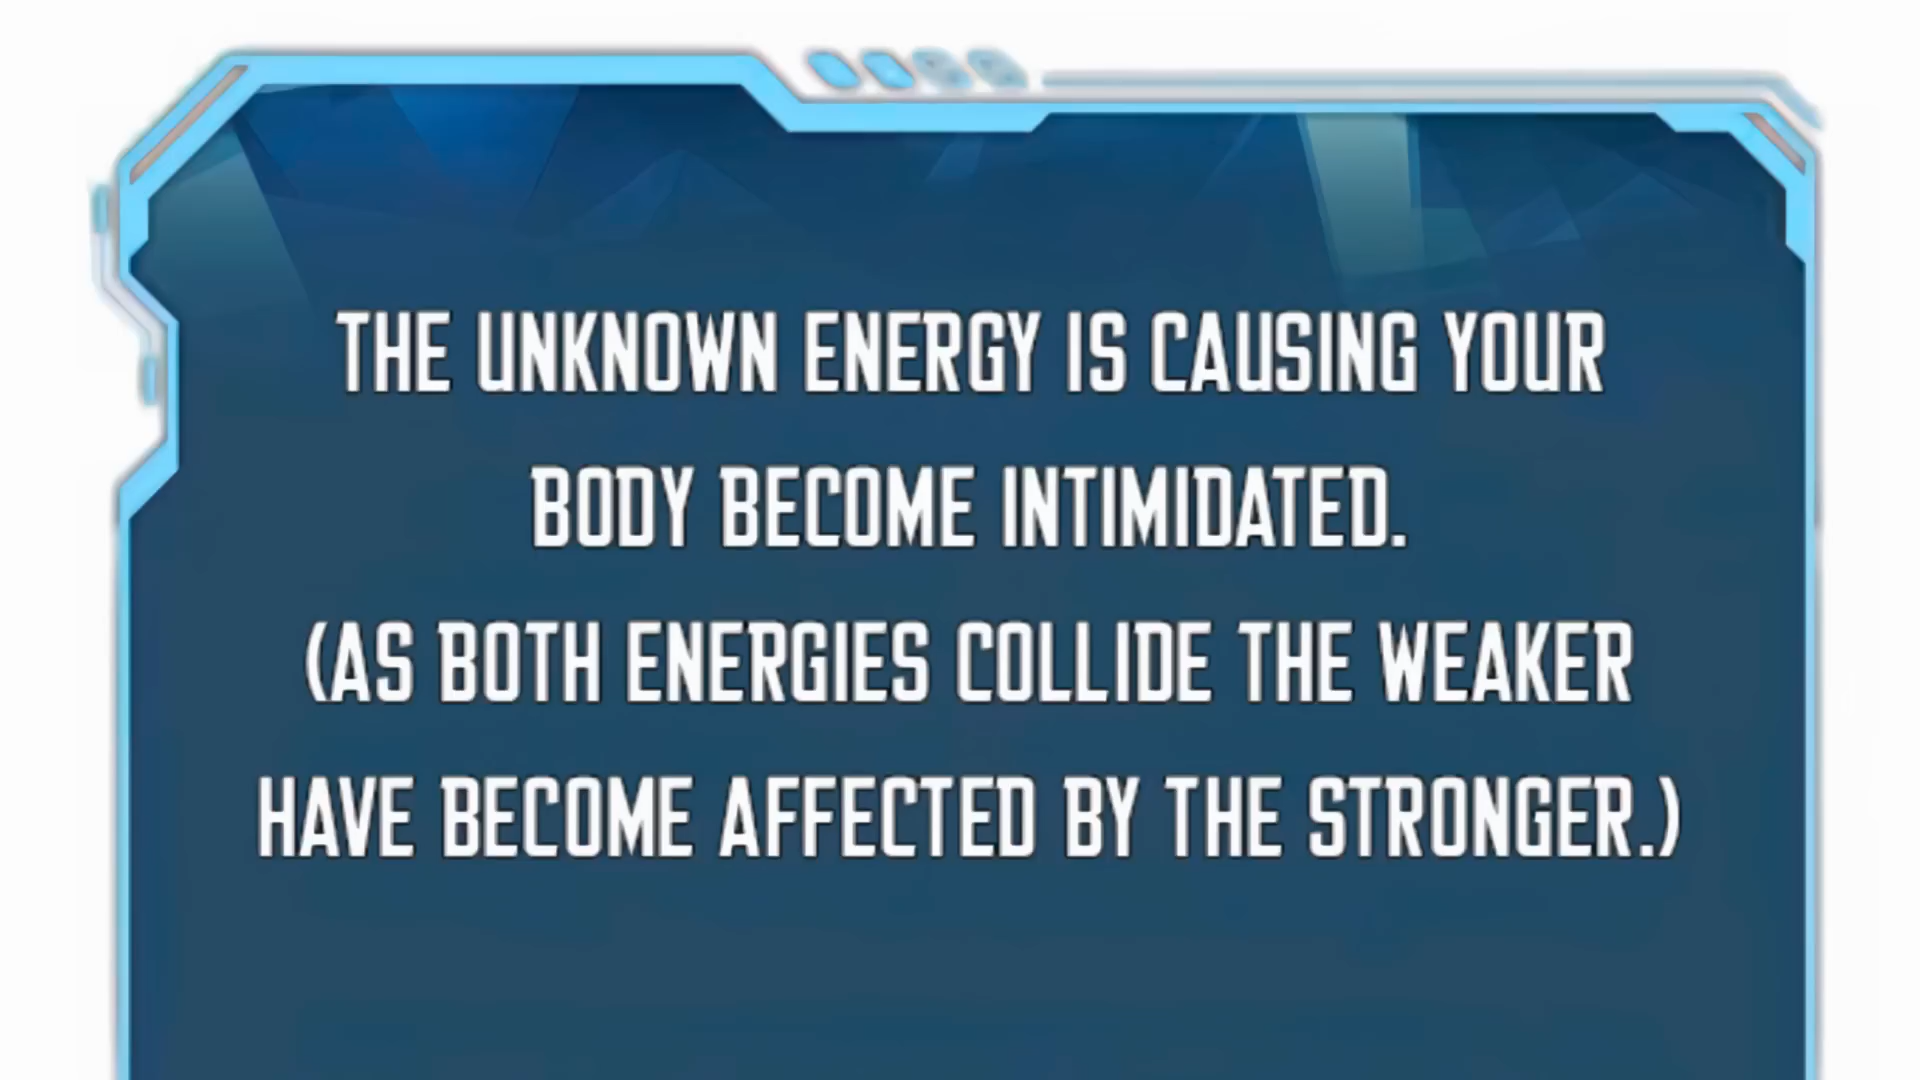 THE UNKNOWN ENERGY IS CAUSING YOUR
BODY BECOME INTIMIDATED.
(AS BOTH ENERGIES COLLIDE THE WEAKER
HAVE BECOME AFFECTED BY THE STRONGER.)